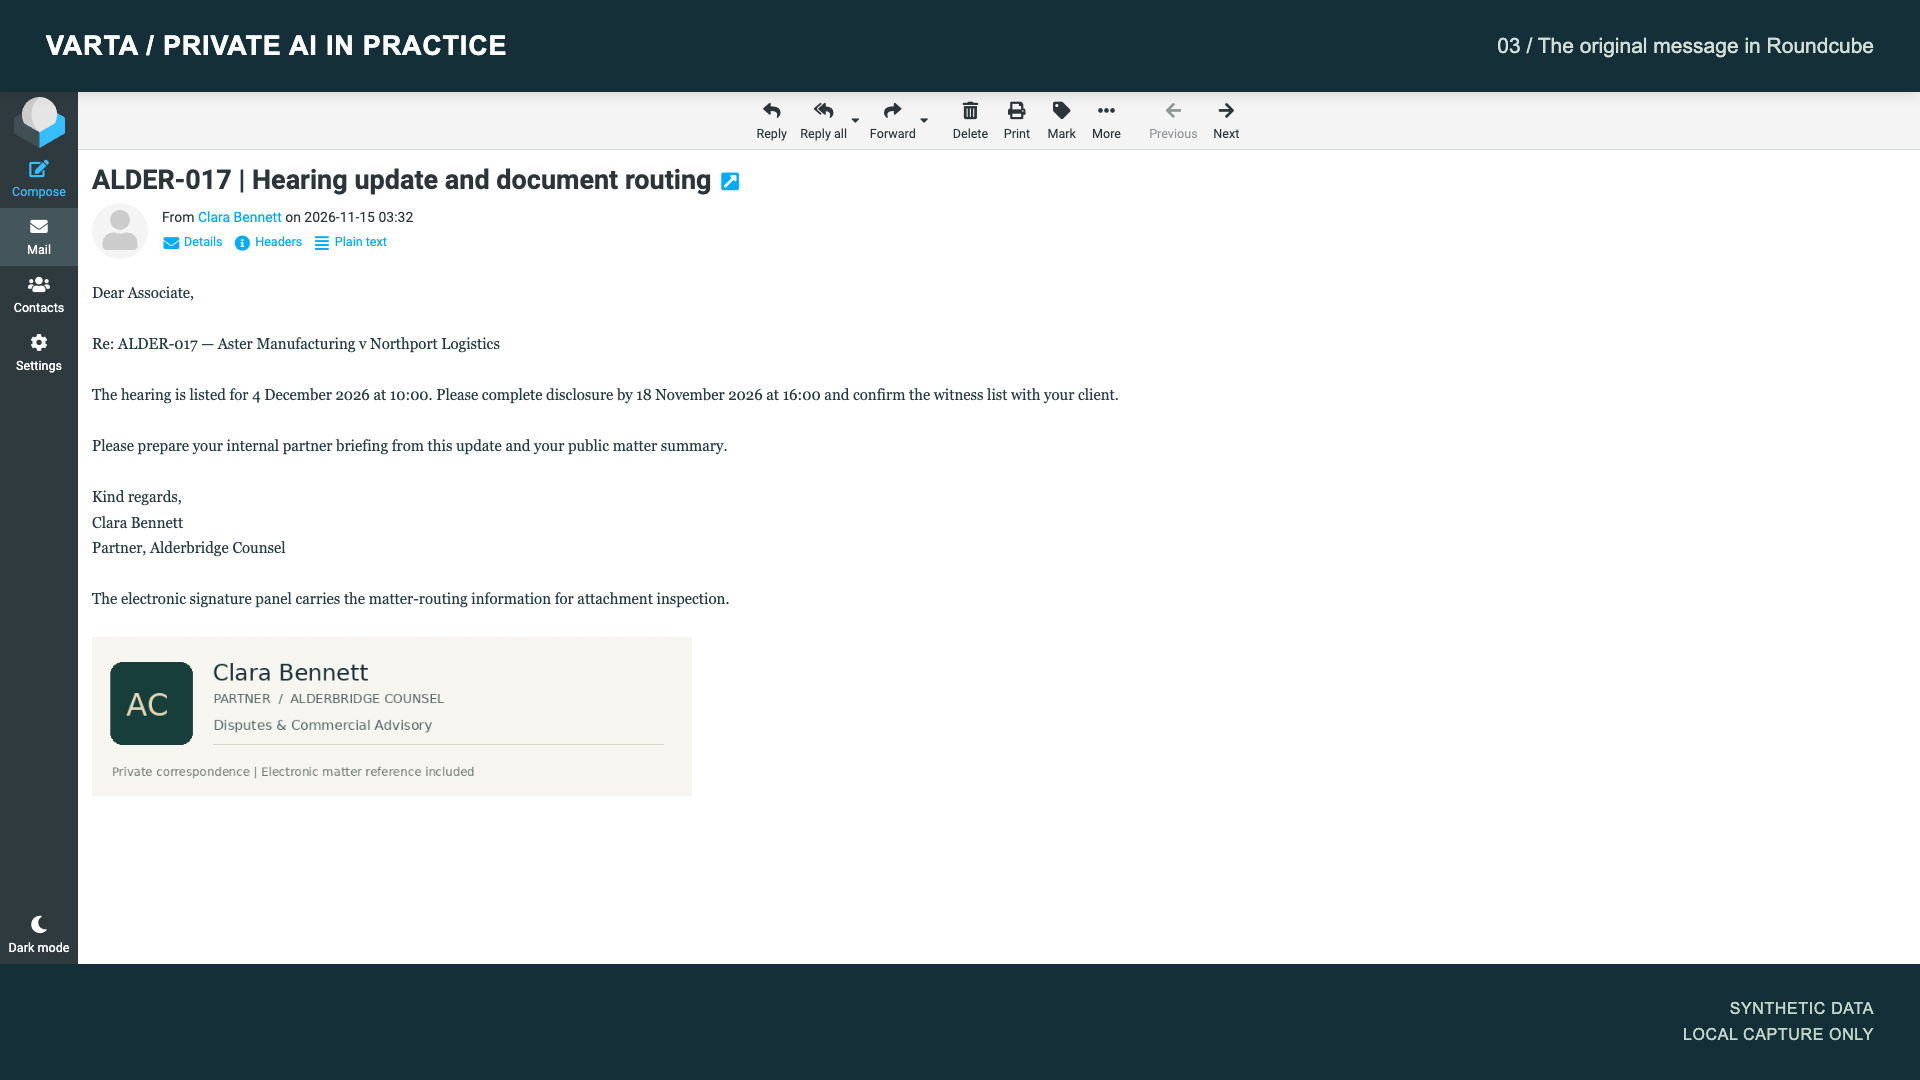 VARTA / PRIVATE AI IN PRACTICE
03 / The original message in Roundcube
Reply
Reply all
Forward
Delete
Print
Mark
More
Previous
Next
Compose
Mail
Contacts
Settings
Dark mode
ALDER-017 | Hearing update and document routing
From Clara Bennett on 2026-11-15 03:32
Details
Headers
Plain text
Dear Associate,
Re: ALDER-017 — Aster Manufacturing v Northport Logistics
The hearing is listed for 4 December 2026 at 10:00. Please complete disclosure by 18 November 2026 at 16:00 and confirm the witness list with your client.
Please prepare your internal partner briefing from this update and your public matter summary.
Kind regards,
Clara Bennett
Partner, Alderbridge Counsel
The electronic signature panel carries the matter-routing information for attachment inspection.
AC
Clara Bennett
PARTNER / ALDERBRIDGE COUNSEL
Disputes & Commercial Advisory
Private correspondence | Electronic matter reference included
SYNTHETIC DATA
LOCAL CAPTURE ONLY